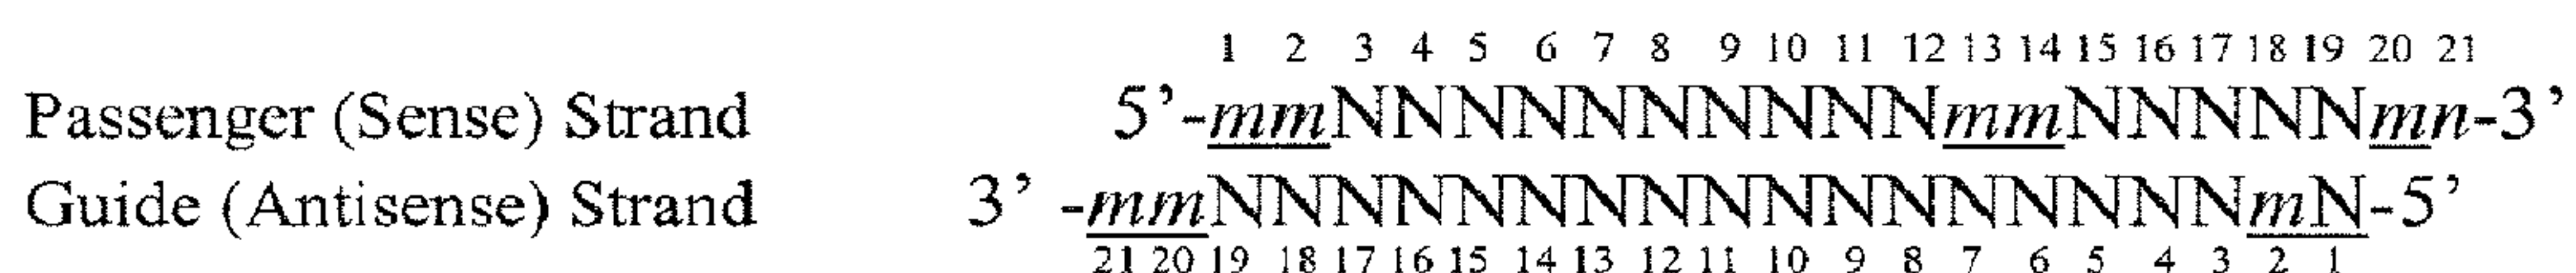 1 2 3 4 5 6 7 8 9 10 11 12 13 14 15 16 17 18 19 20 21
Passenger (Sense) Strand 5’-mmNNNNNNNNNNmmNNNNNmn-3’
Guide (Antisense) Strand 3’ -mmNNNNNNNNNNNNNNNNNmN-5’
21 20 19 18 17 16 15 14 13 12 11 10 9 8 7 6 5 4 3 2 1